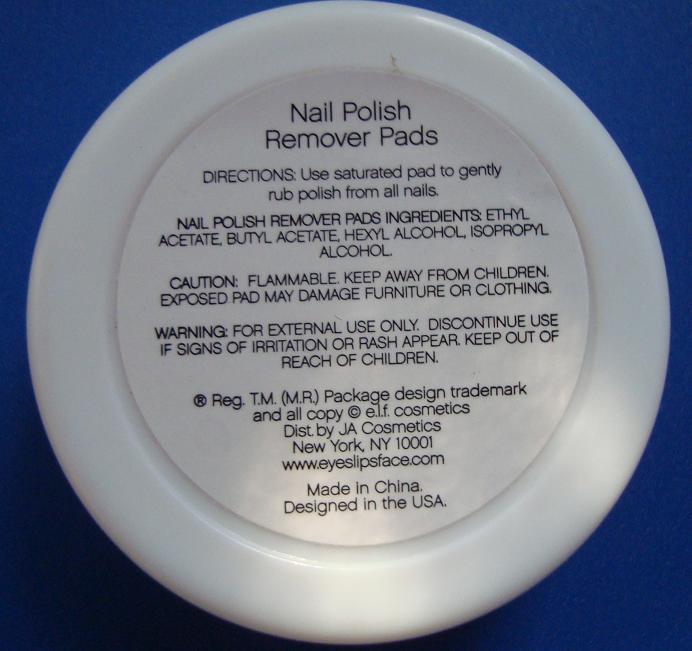 Nail Polish
Remover Pads
DIRECTIONS: Use saturated pad to gently
rub polish from all nails.
NAIL POLISH REMOVER PADS INGREDIENTS: ETHYL
ACETATE, BUTYL ACETATE, HEXYL ALCOHOL, ISOPROPYL
ALCOHOL.
CAUTION: FLAMMABLE. KEEP AWAY FROM CHILDREN.
EXPOSED PAD MAY DAMAGE FURNITURE OR CLOTHING.
WARNING: FOR EXTERNAL USE ONLY. DISCONTINUE USE
IF SIGNS OF IRRITATION OR RASH APPEAR. KEEP OUT OF
REACH OF CHILDREN.
® Reg. T.M. (M.R.) Package design trademark
and all copy © e.l.f. cosmetics
Dist. by JA Cosmetics
New York, NY 10001
www.eyeslipsface.com
Made in China.
Designed in the USA.